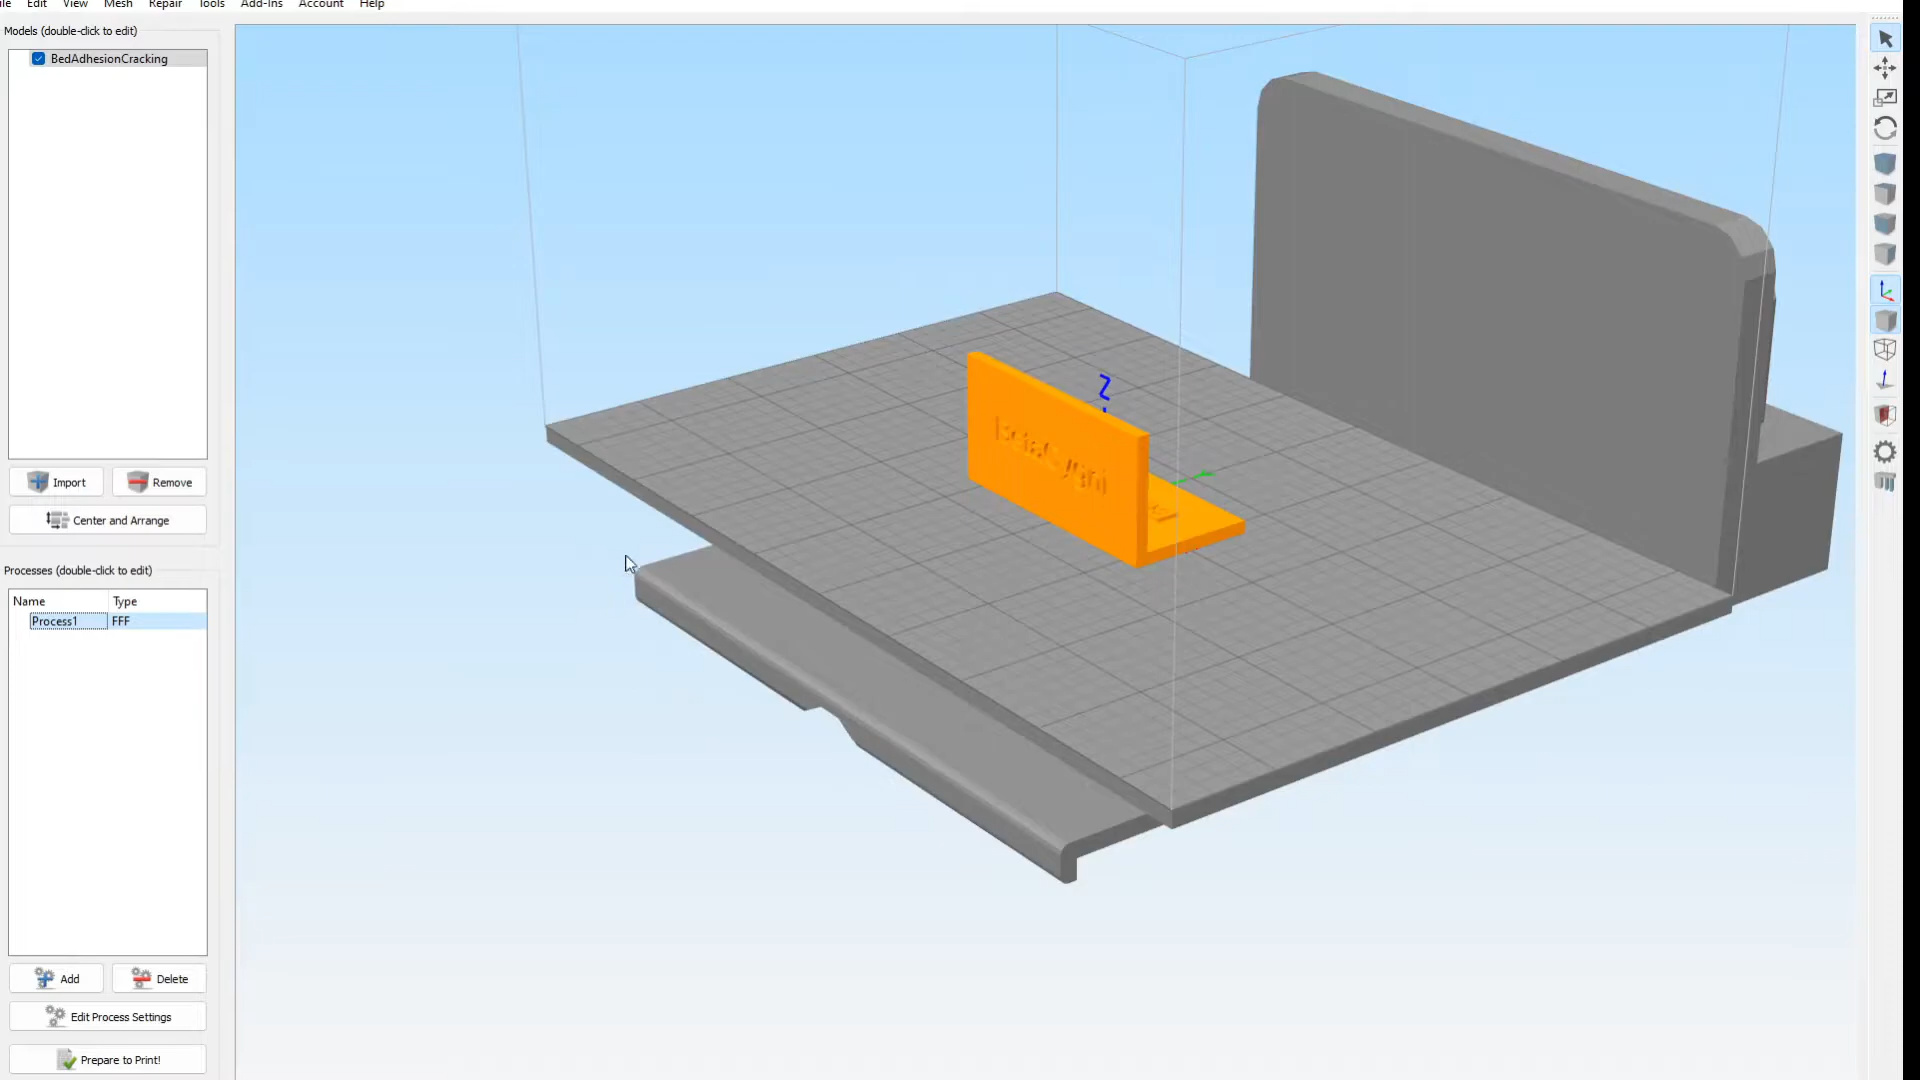 Edit View Mesh Repair Tools Add-Ins Account Help
Models (double-click to edit)
BedAdhesionCracking
Import Remove
Center and Arrange
Processes (double-click to edit)
Name Type
Process1 FFF
Add Delete
Edit Process Settings
Prepare to Print!
Z